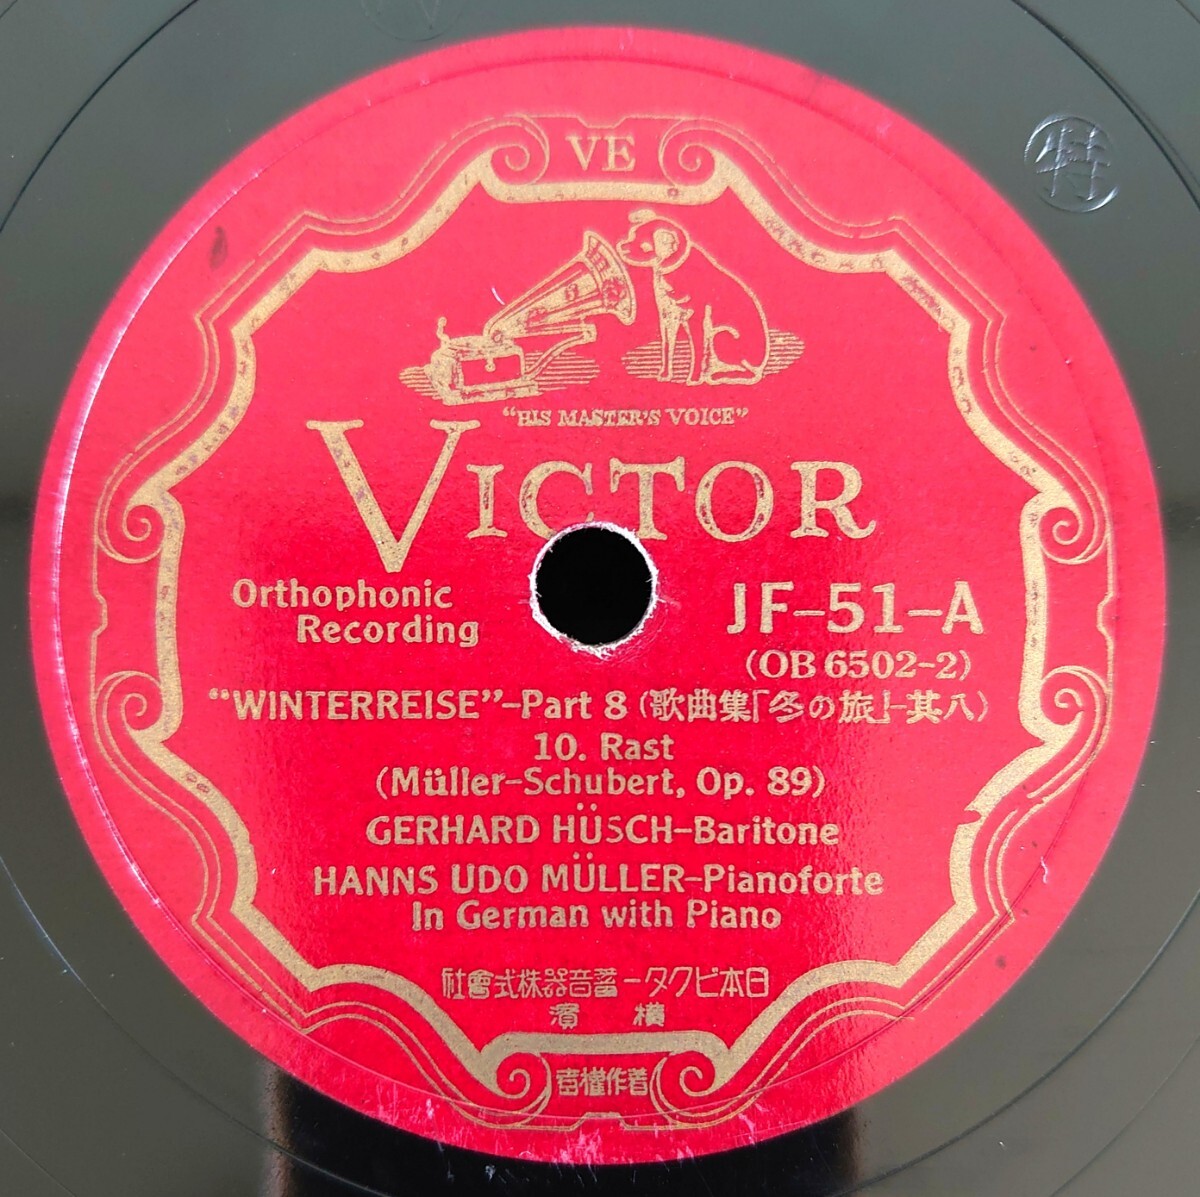 VE
特
"HIS MASTER'S VOICE"
VICTOR
Orthophonic
Recording
JF-51-A
(OB 6502-2)
"WINTERREISE"-Part 8 (歌曲集「冬の旅」-其八)
10. Rast
(Müller-Schubert, Op. 89)
GERHARD HÜSCH-Baritone
HANNS UDO MÜLLER-Pianoforte
In German with Piano
社會式株器音蓄ータクビ本日
濱 橫
者權作著